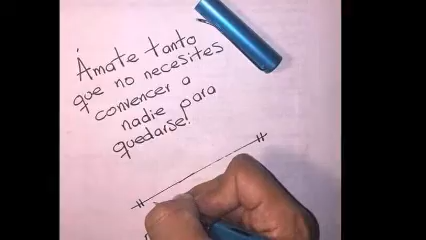 Ámate tanto
que no necesites
convencer a
nadie para
quedarse!